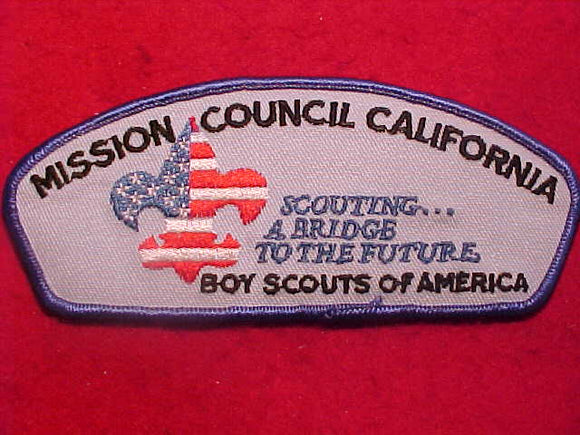 MISSION COUNCIL CALIFORNIA
SCOUTING...
A BRIDGE
TO THE FUTURE
BOY SCOUTS OF AMERICA